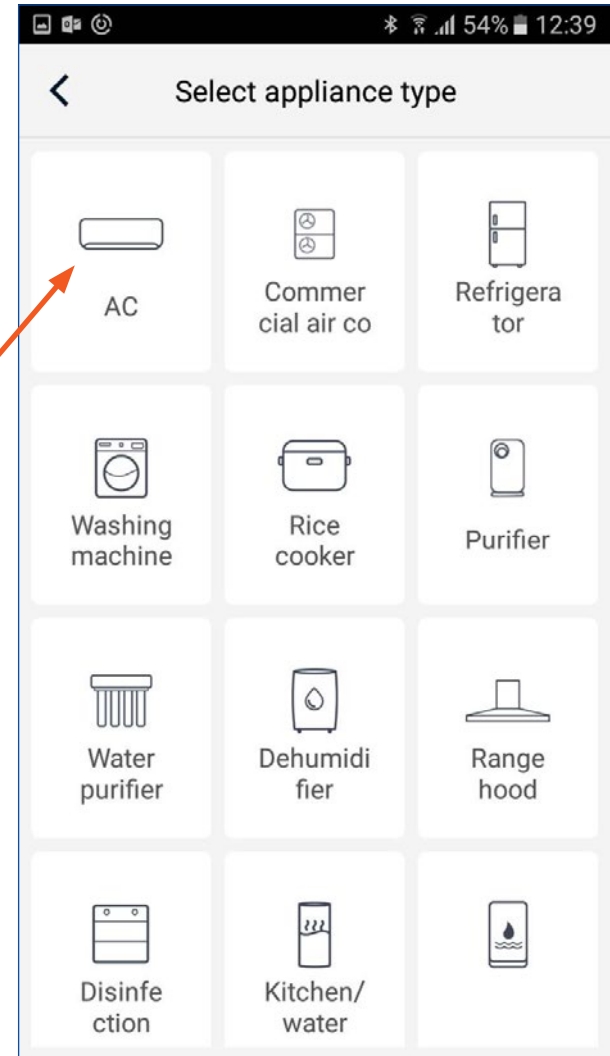 54% 12:39
Select appliance type
AC
Commer
cial air co
Refrigera
tor
Washing
machine
Rice
cooker
Purifier
Water
purifier
Dehumidi
fier
Range
hood
Disinfe
ction
Kitchen/
water